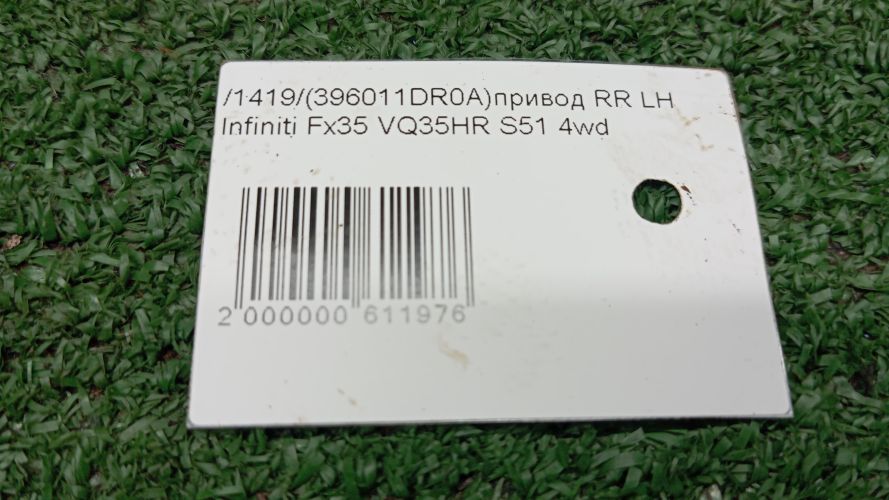 /1419/(396011DR0A)привод RR LH
Infiniti Fx35 VQ35HR S51 4wd
2 000000 611976